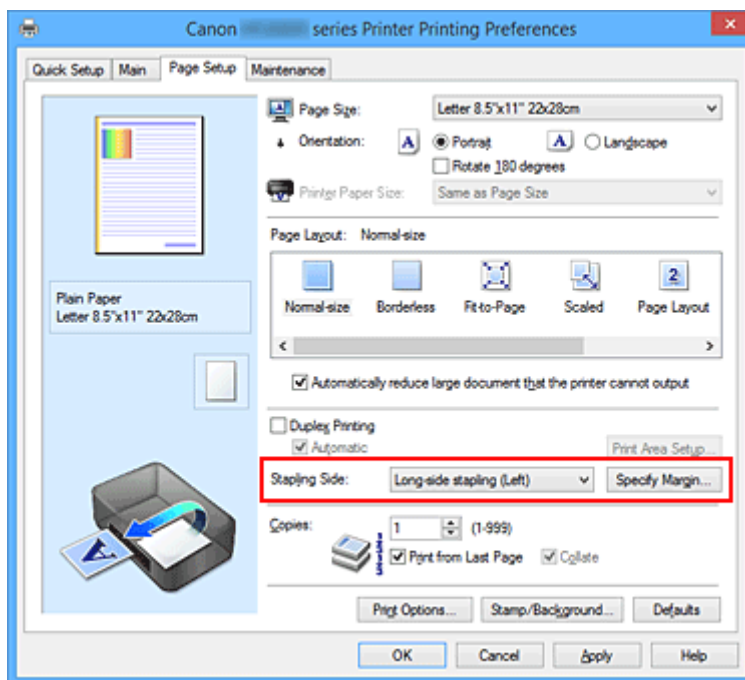 Canon series Printer Printing Preferences
Quick Setup Main Page Setup Maintenance
Page Size: Letter 8.5"x11" 22x28cm
Orientation: A Portrait A Landscape
Rotate 180 degrees
Printer Paper Size: Same as Page Size
Page Layout: Normal-size
2
Normal-size Borderless Fit-to-Page Scaled Page Layout
Plain Paper
Letter 8.5"x11" 22x28cm
Automatically reduce large document that the printer cannot output
Duplex Printing
Automatic Print Area Setup...
Stapling Side: Long-side stapling (Left) Specify Margin...
Copies: 1 (1-999)
Print from Last Page Collate
A
Print Options... Stamp/Background... Defaults
OK Cancel Apply Help